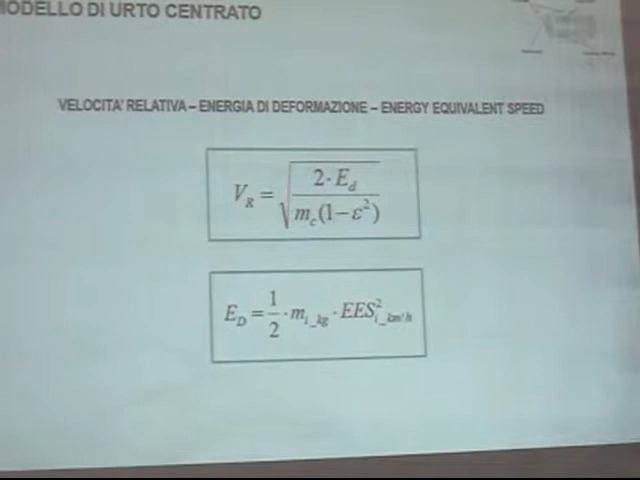 MODELLO DI URTO CENTRATO
VELOCITA' RELATIVA – ENERGIA DI DEFORMAZIONE – ENERGY EQUIVALENT SPEED
V_R = √(2·E_d / m_c(1−ε²))
E_D = 1/2 · m_i_kg · EES²_i_km/h